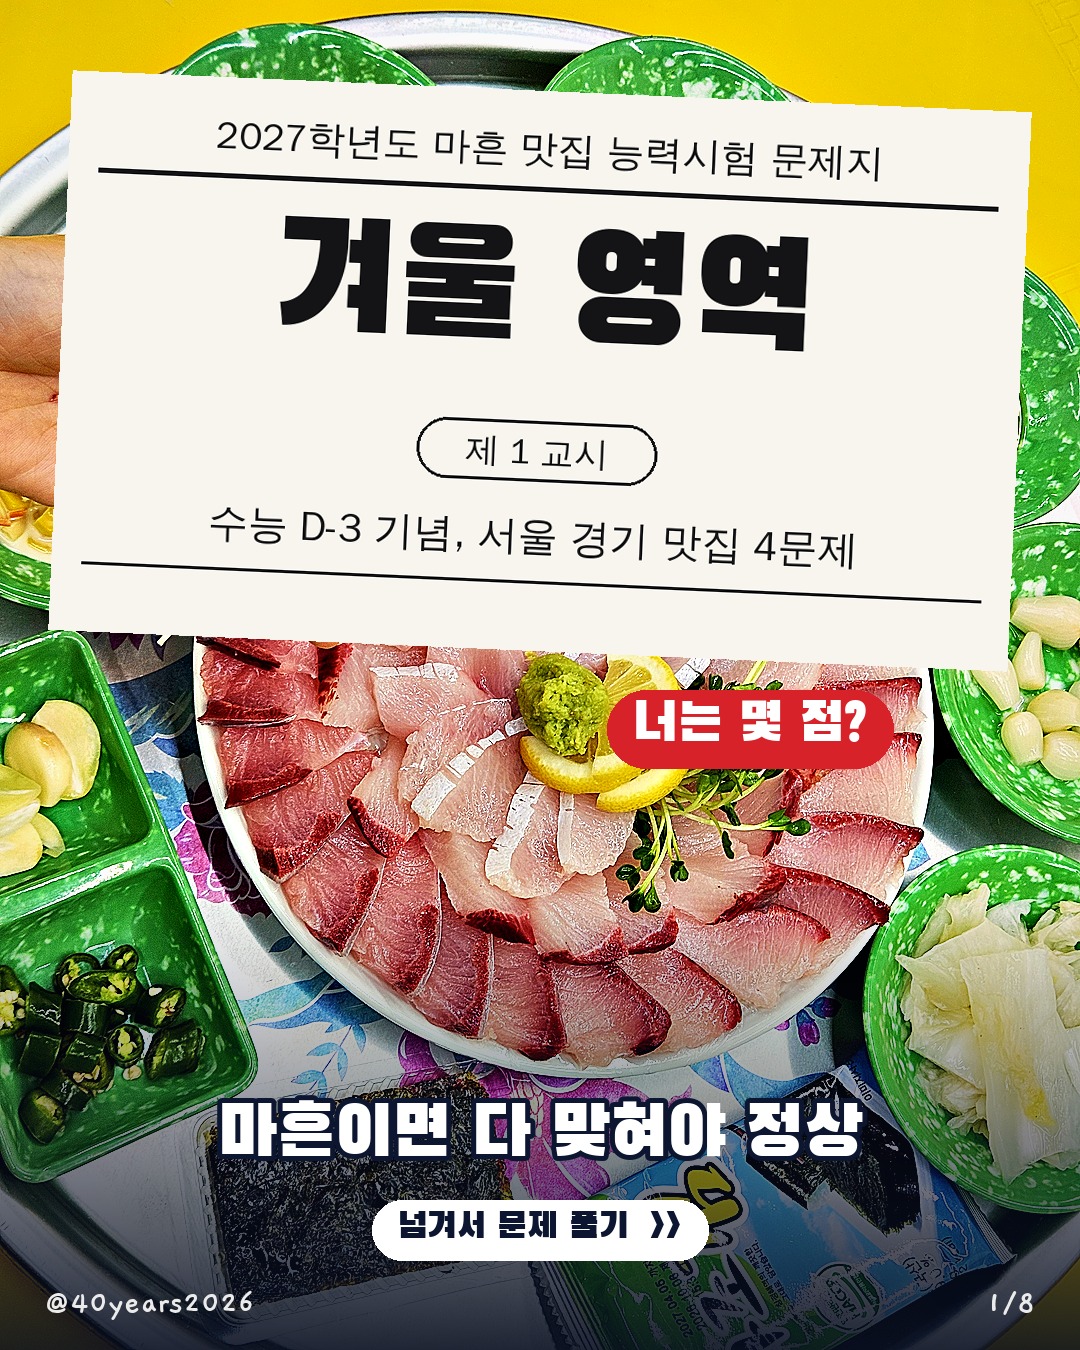 2027학년도 마흔 맛집 능력시험 문제지
겨울 영역
제 1 교시
수능 D-3 기념, 서울 경기 맛집 4문제
너는 몇 점?
마흔이면 다 맞혀야 정상
넘겨서 문제 풀기 》
@40years2026
1/8